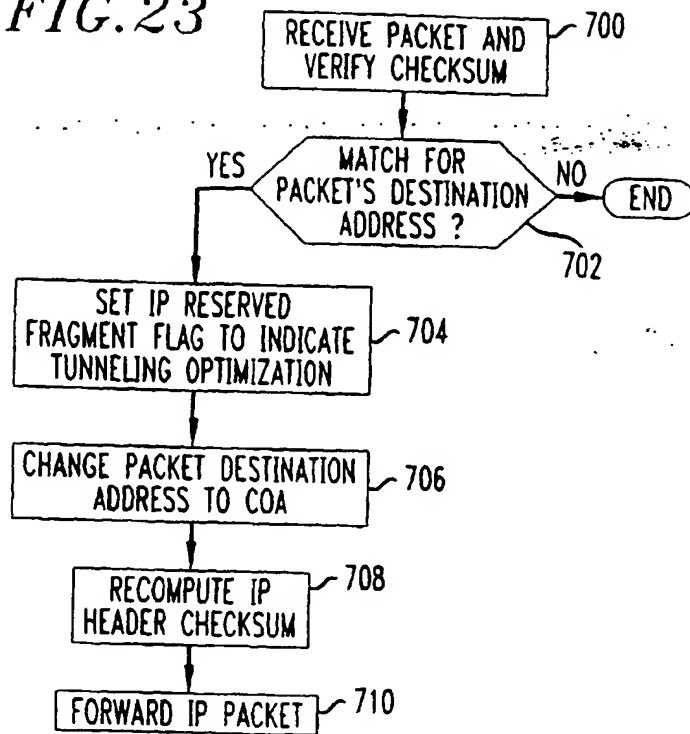 FIG. 23
RECEIVE PACKET AND
VERIFY CHECKSUM
700
MATCH FOR
PACKET'S DESTINATION
ADDRESS ?
702
YES
NO
END
SET IP RESERVED
FRAGMENT FLAG TO INDICATE
TUNNELING OPTIMIZATION
704
CHANGE PACKET DESTINATION
ADDRESS TO COA
706
RECOMPUTE IP
HEADER CHECKSUM
708
FORWARD IP PACKET
710